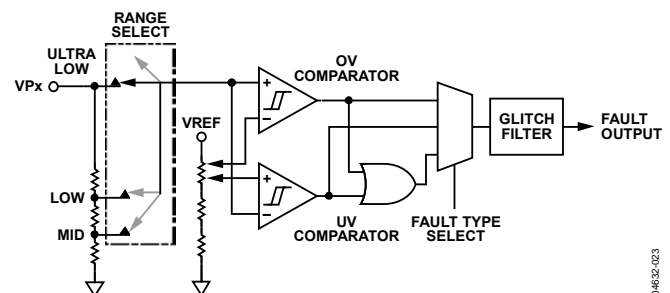 RANGE
SELECT
ULTRA
LOW
VPx
LOW
MID
VREF
+
−
OV
COMPARATOR
+
−
UV
COMPARATOR
FAULT TYPE
SELECT
GLITCH
FILTER
FAULT
OUTPUT
04632-023